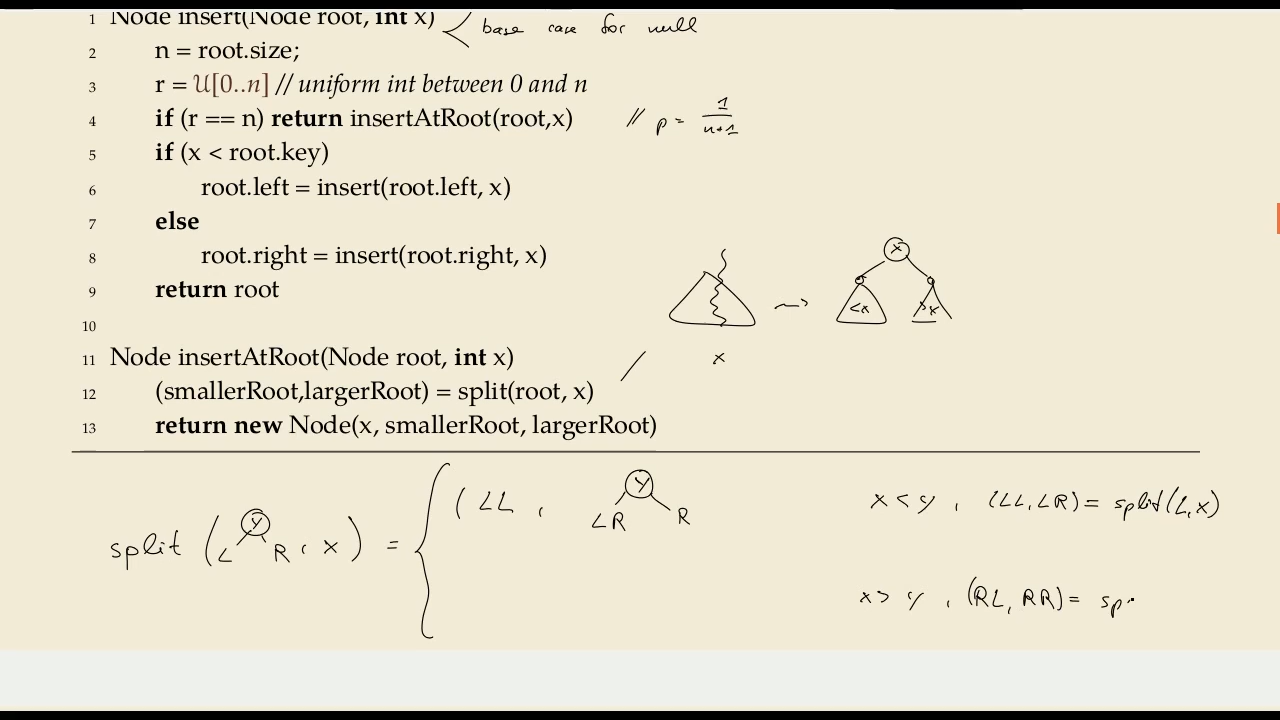 1 Node insert(Node root, int x) base case for null
2 n = root.size;
3 r = U[0..n] // uniform int between 0 and n
4 if (r == n) return insertAtRoot(root,x) // p = 1/n+1
5 if (x < root.key)
6 root.left = insert(root.left, x)
7 else
8 root.right = insert(root.right, x)
9 return root
x
<x >x
10
11 Node insertAtRoot(Node root, int x)
x
12 (smallerRoot,largerRoot) = split(root, x)
13 return new Node(x, smallerRoot, largerRoot)
split (L y R, x) = { (LL, y LR R x < y, (LL,LR) = split(L,x)
x > y, (RL, RR) = sp